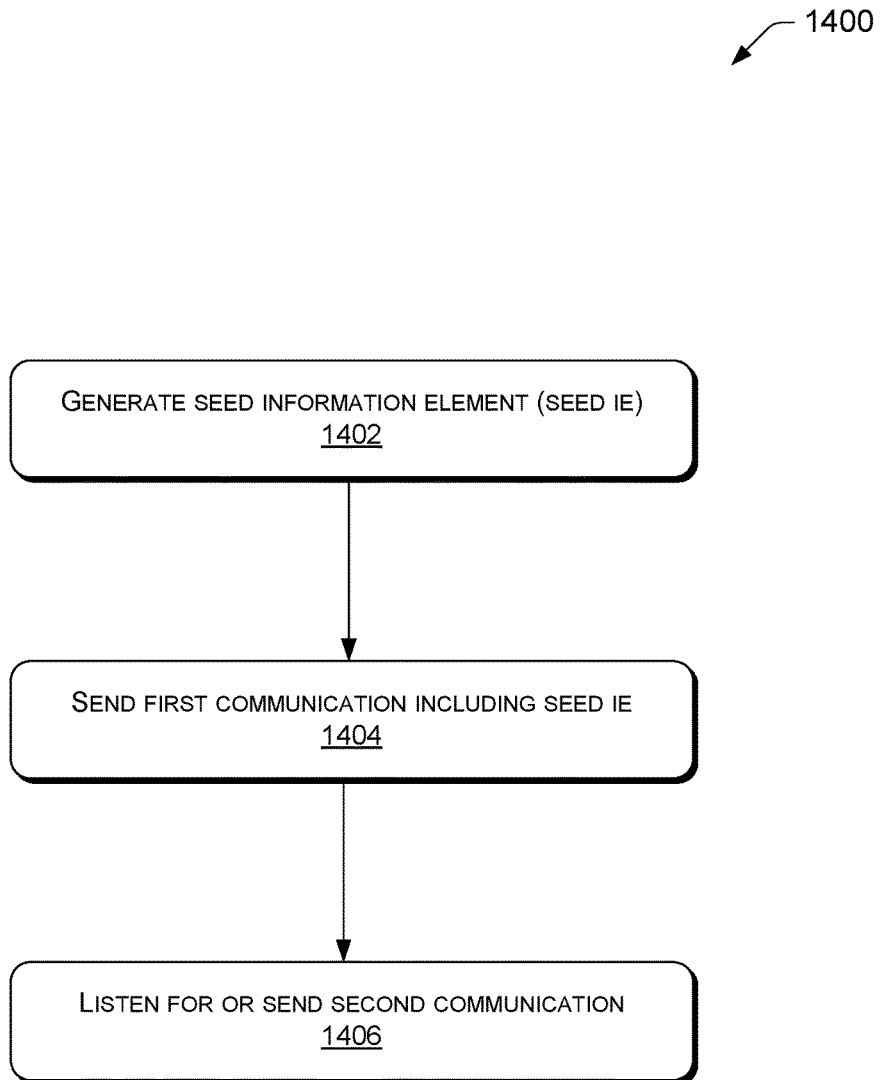 1400
GENERATE SEED INFORMATION ELEMENT (SEED IE)
1402
SEND FIRST COMMUNICATION INCLUDING SEED IE
1404
LISTEN FOR OR SEND SECOND COMMUNICATION
1406